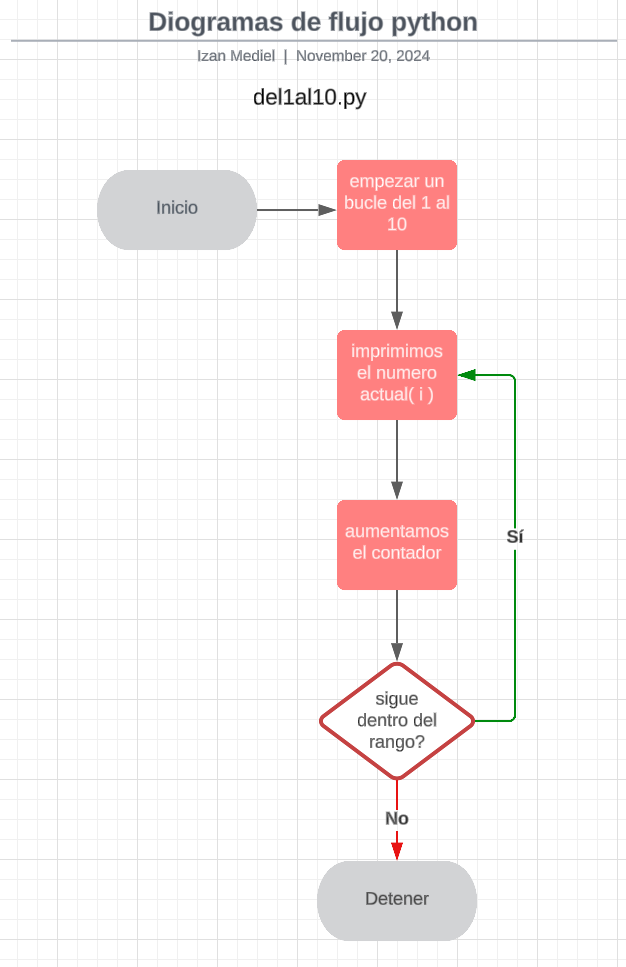 Diogramas de flujo python
Izan Mediel | November 20, 2024
del1al10.py
Inicio
empezar un
bucle del 1 al
10
imprimimos
el numero
actual( i )
aumentamos
el contador
Sí
sigue
dentro del
rango?
No
Detener